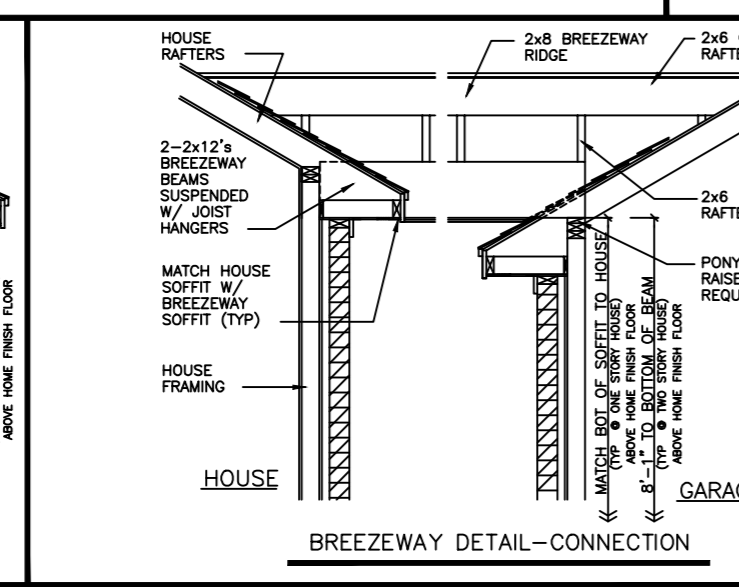 HOUSE
RAFTERS
2x8 BREEZEWAY
RIDGE
2x6
2-2x12's
BREEZEWAY
BEAMS
SUSPENDED
W/ JOIST
HANGERS
2x6
MATCH HOUSE
SOFFIT W/
BREEZEWAY
SOFFIT (TYP)
PONY
HOUSE
FRAMING
MATCH BOT OF SOFFIT TO HOUSE
(TYP @ ONE STORY HOUSE)
ABOVE HOME FINISH FLOOR
8'-1" TO BOTTOM OF BEAM
(TYP @ TWO STORY HOUSE)
ABOVE HOME FINISH FLOOR
ABOVE HOME FINISH FLOOR
HOUSE
BREEZEWAY DETAIL-CONNECTION